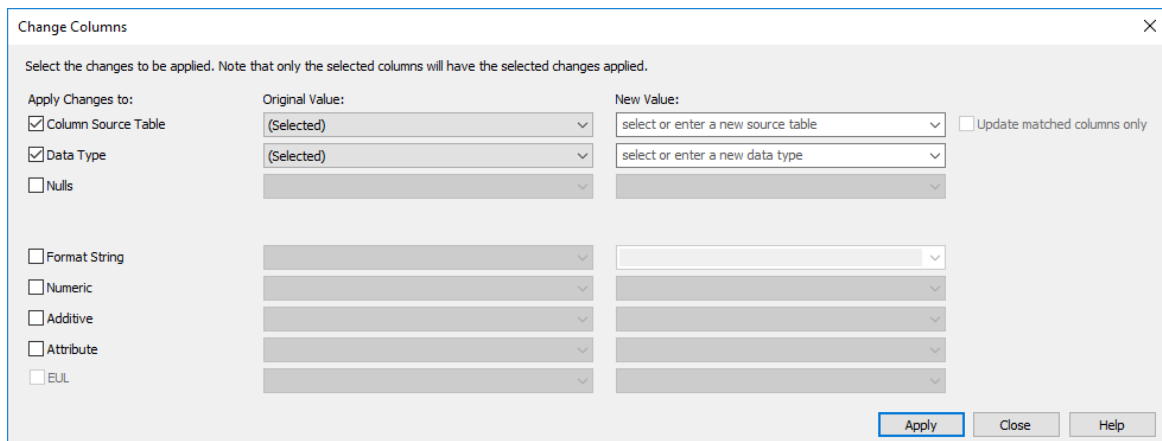 Change Columns
Select the changes to be applied. Note that only the selected columns will have the selected changes applied.
Apply Changes to: Original Value: New Value:
Column Source Table (Selected) select or enter a new source table Update matched columns only
Data Type (Selected) select or enter a new data type
Nulls
Format String
Numeric
Additive
Attribute
EUL
Apply Close Help